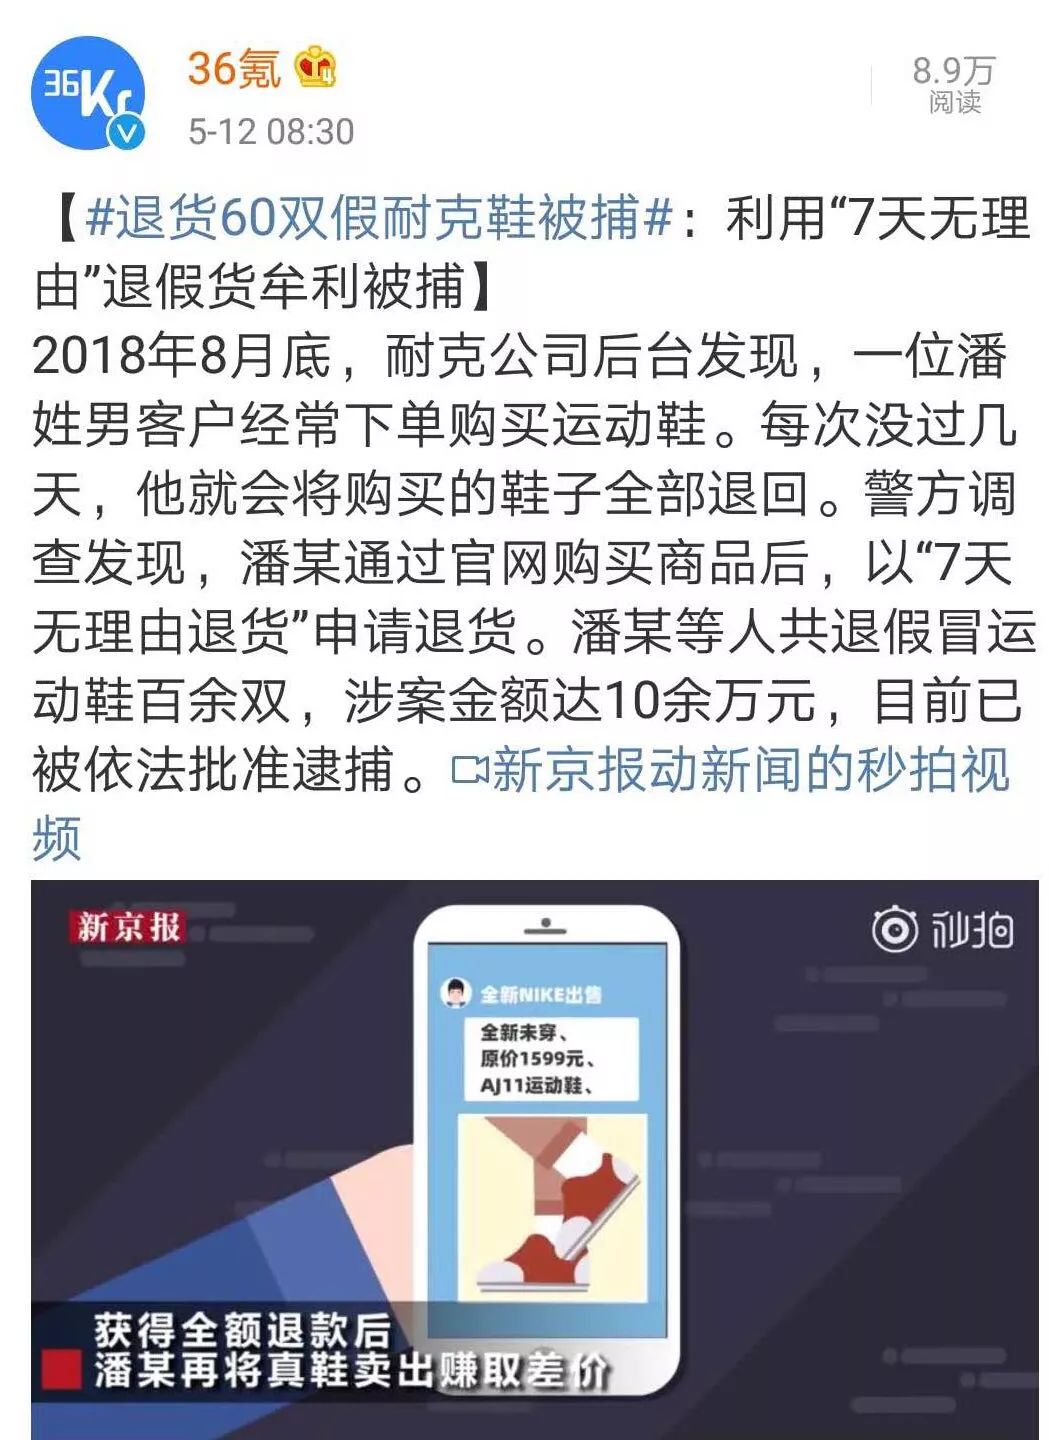 36Kr
36氪
4
5-12 08:30
8.9万
阅读
【#退货60双假耐克鞋被捕#：利用“7天无理
由”退假货牟利被捕】
2018年8月底，耐克公司后台发现，一位潘
姓男客户经常下单购买运动鞋。每次没过几
天，他就会将购买的鞋子全部退回。警方调
查发现，潘某通过官网购买商品后，以“7天
无理由退货”申请退货。潘某等人共退假冒运
动鞋百余双，涉案金额达10余万元，目前已
被依法批准逮捕。新京报动新闻的秒拍视
频
新京报
秒拍
全新NIKE出售
全新未穿、
原价1599元、
AJ11运动鞋、
获得全额退款后
潘某再将真鞋卖出赚取差价